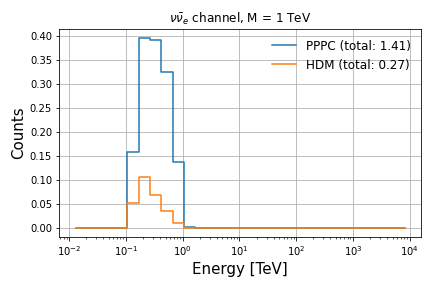 νν̄ₑ channel, M = 1 TeV
PPPC (total: 1.41)
HDM (total: 0.27)
Counts
0.40
0.35
0.30
0.25
0.20
0.15
0.10
0.05
0.00
10⁻² 10⁻¹ 10⁰ 10¹ 10² 10³ 10⁴
Energy [TeV]